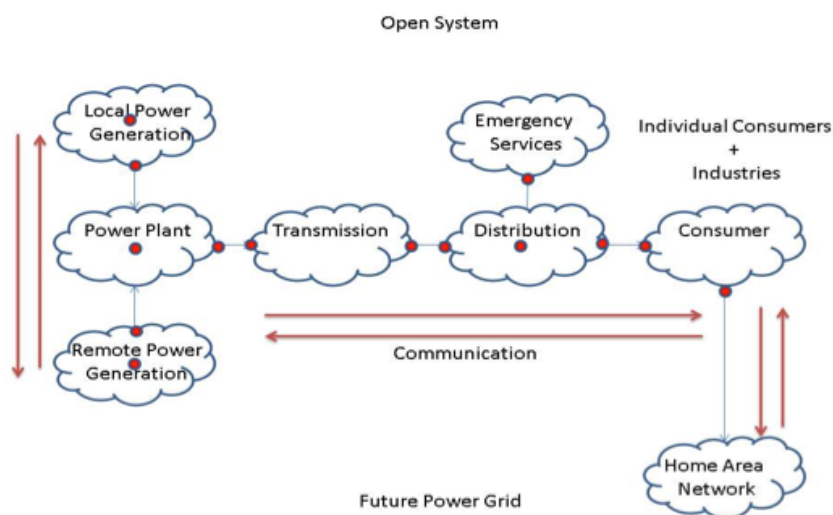 Open System
Local Power
Generation
Emergency
Services
Individual Consumers
+
Industries
Power Plant
Transmission
Distribution
Consumer
Remote Power
Generation
Communication
Home Area
Network
Future Power Grid